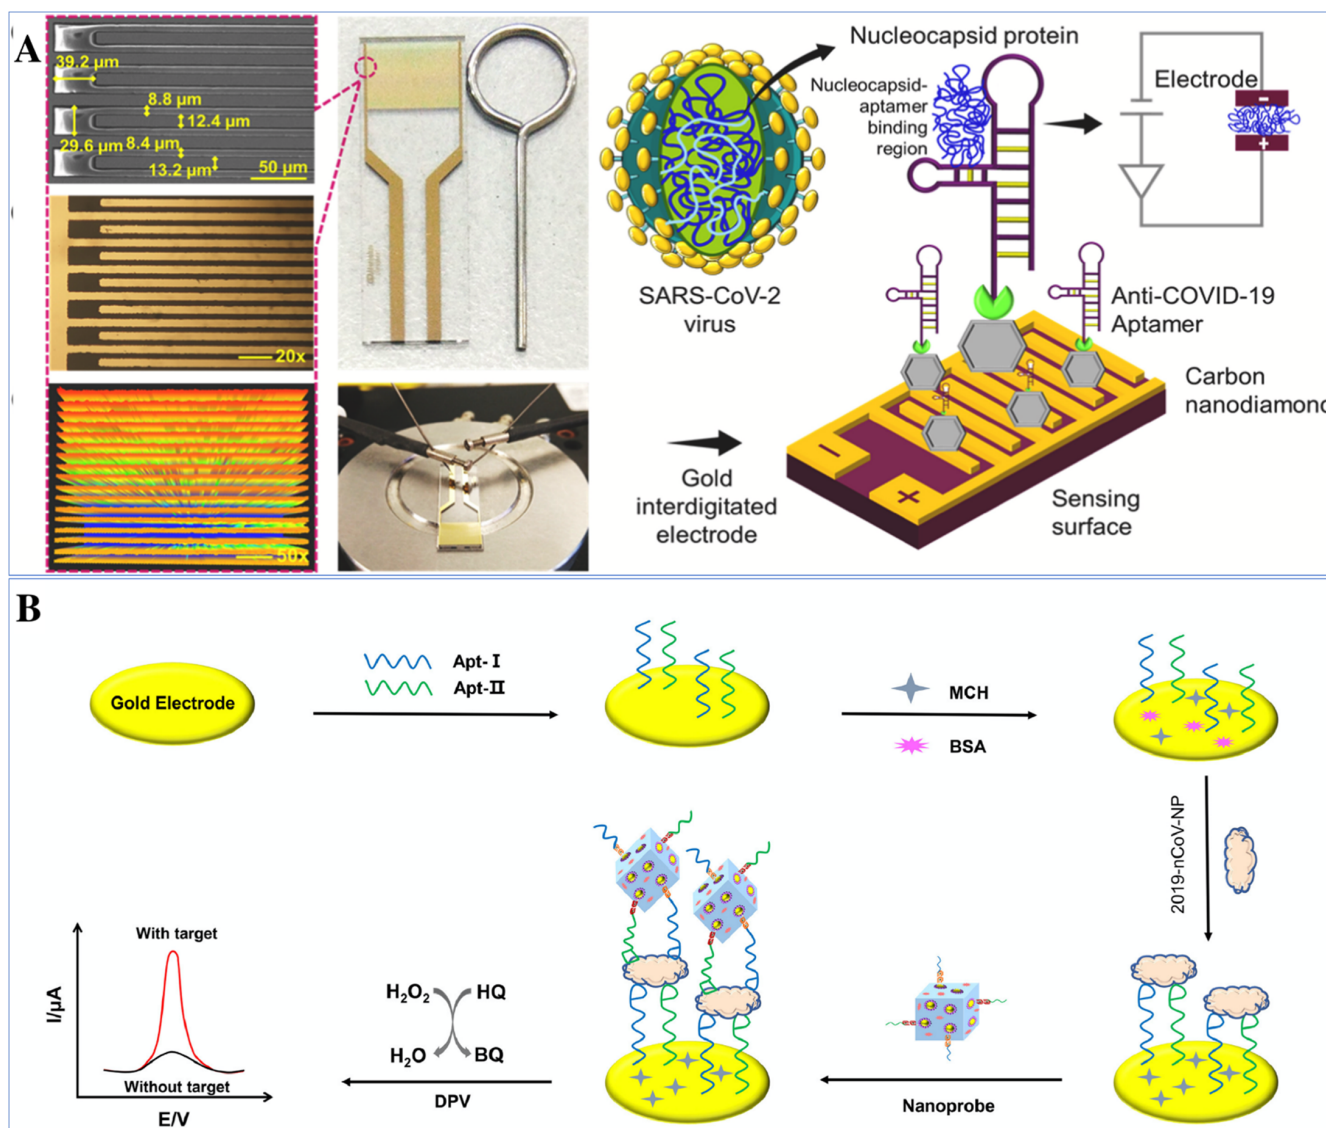 A
39.2 µm
8.8 µm
12.4 µm
29.6 µm
8.4 µm
13.2 µm
50 µm
20x
50x
Nucleocapsid protein
Nucleocapsid-
aptamer
binding
region
Electrode
-
+
SARS-CoV-2
virus
Anti-COVID-19
Aptamer
Carbon
nanodiamond
Gold
interdigitated
electrode
−
+
Sensing
surface
B
Gold Electrode
Apt-Ⅰ
Apt-Ⅱ
MCH
BSA
2019-nCoV-NP
Nanoprobe
H₂O₂
HQ
H₂O
BQ
DPV
With target
Without target
I/µA
E/V